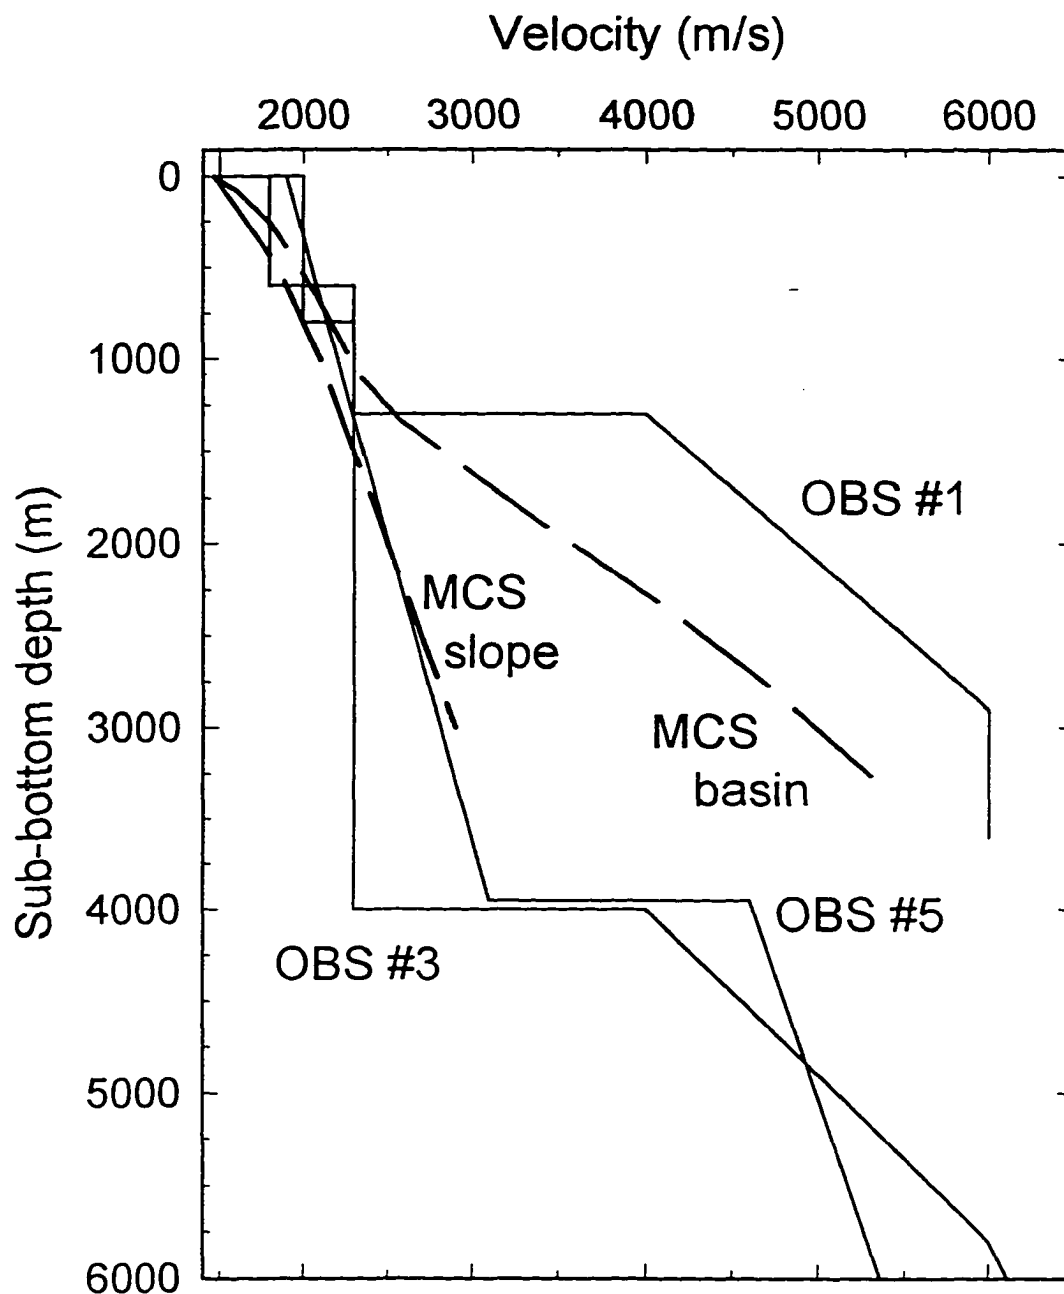 Velocity (m/s)
2000 3000 4000 5000 6000
0
1000
2000
3000
4000
5000
6000
Sub-bottom depth (m)
OBS #1
MCS
slope
MCS
basin
OBS #5
OBS #3